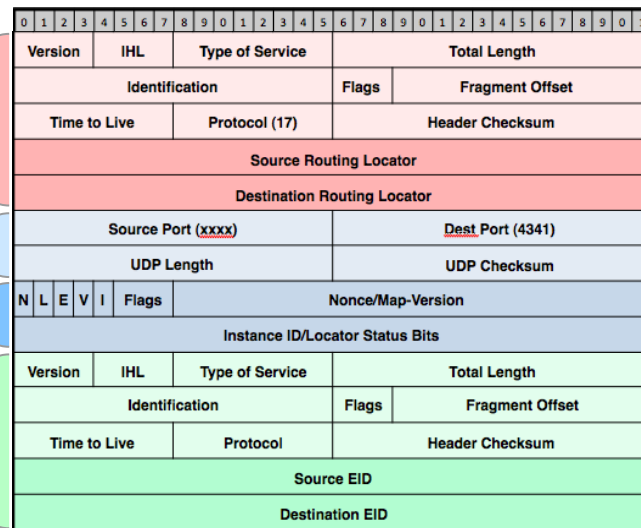 0 1 2 3 4 5 6 7 8 9 0 1 2 3 4 5 6 7 8 9 0 1 2 3 4 5 6 7 8 9 0 1
Version IHL Type of Service Total Length
Identification Flags Fragment Offset
Time to Live Protocol (17) Header Checksum
Source Routing Locator
Destination Routing Locator
Source Port (xxxx) Dest Port (4341)
UDP Length UDP Checksum
N L E V I Flags Nonce/Map-Version
Instance ID/Locator Status Bits
Version IHL Type of Service Total Length
Identification Flags Fragment Offset
Time to Live Protocol Header Checksum
Source EID
Destination EID